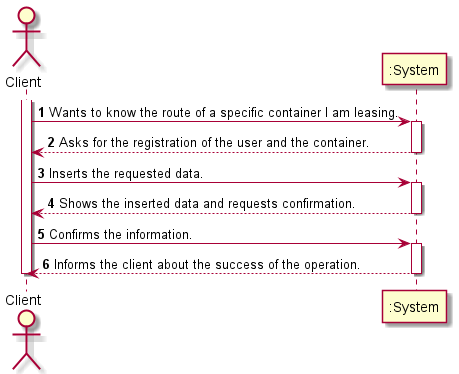 Client
:System
1 Wants to know the route of a specific container I am leasing.
2 Asks for the registration of the user and the container.
3 Inserts the requested data.
4 Shows the inserted data and requests confirmation.
5 Confirms the information.
6 Informs the client about the success of the operation.
Client
:System